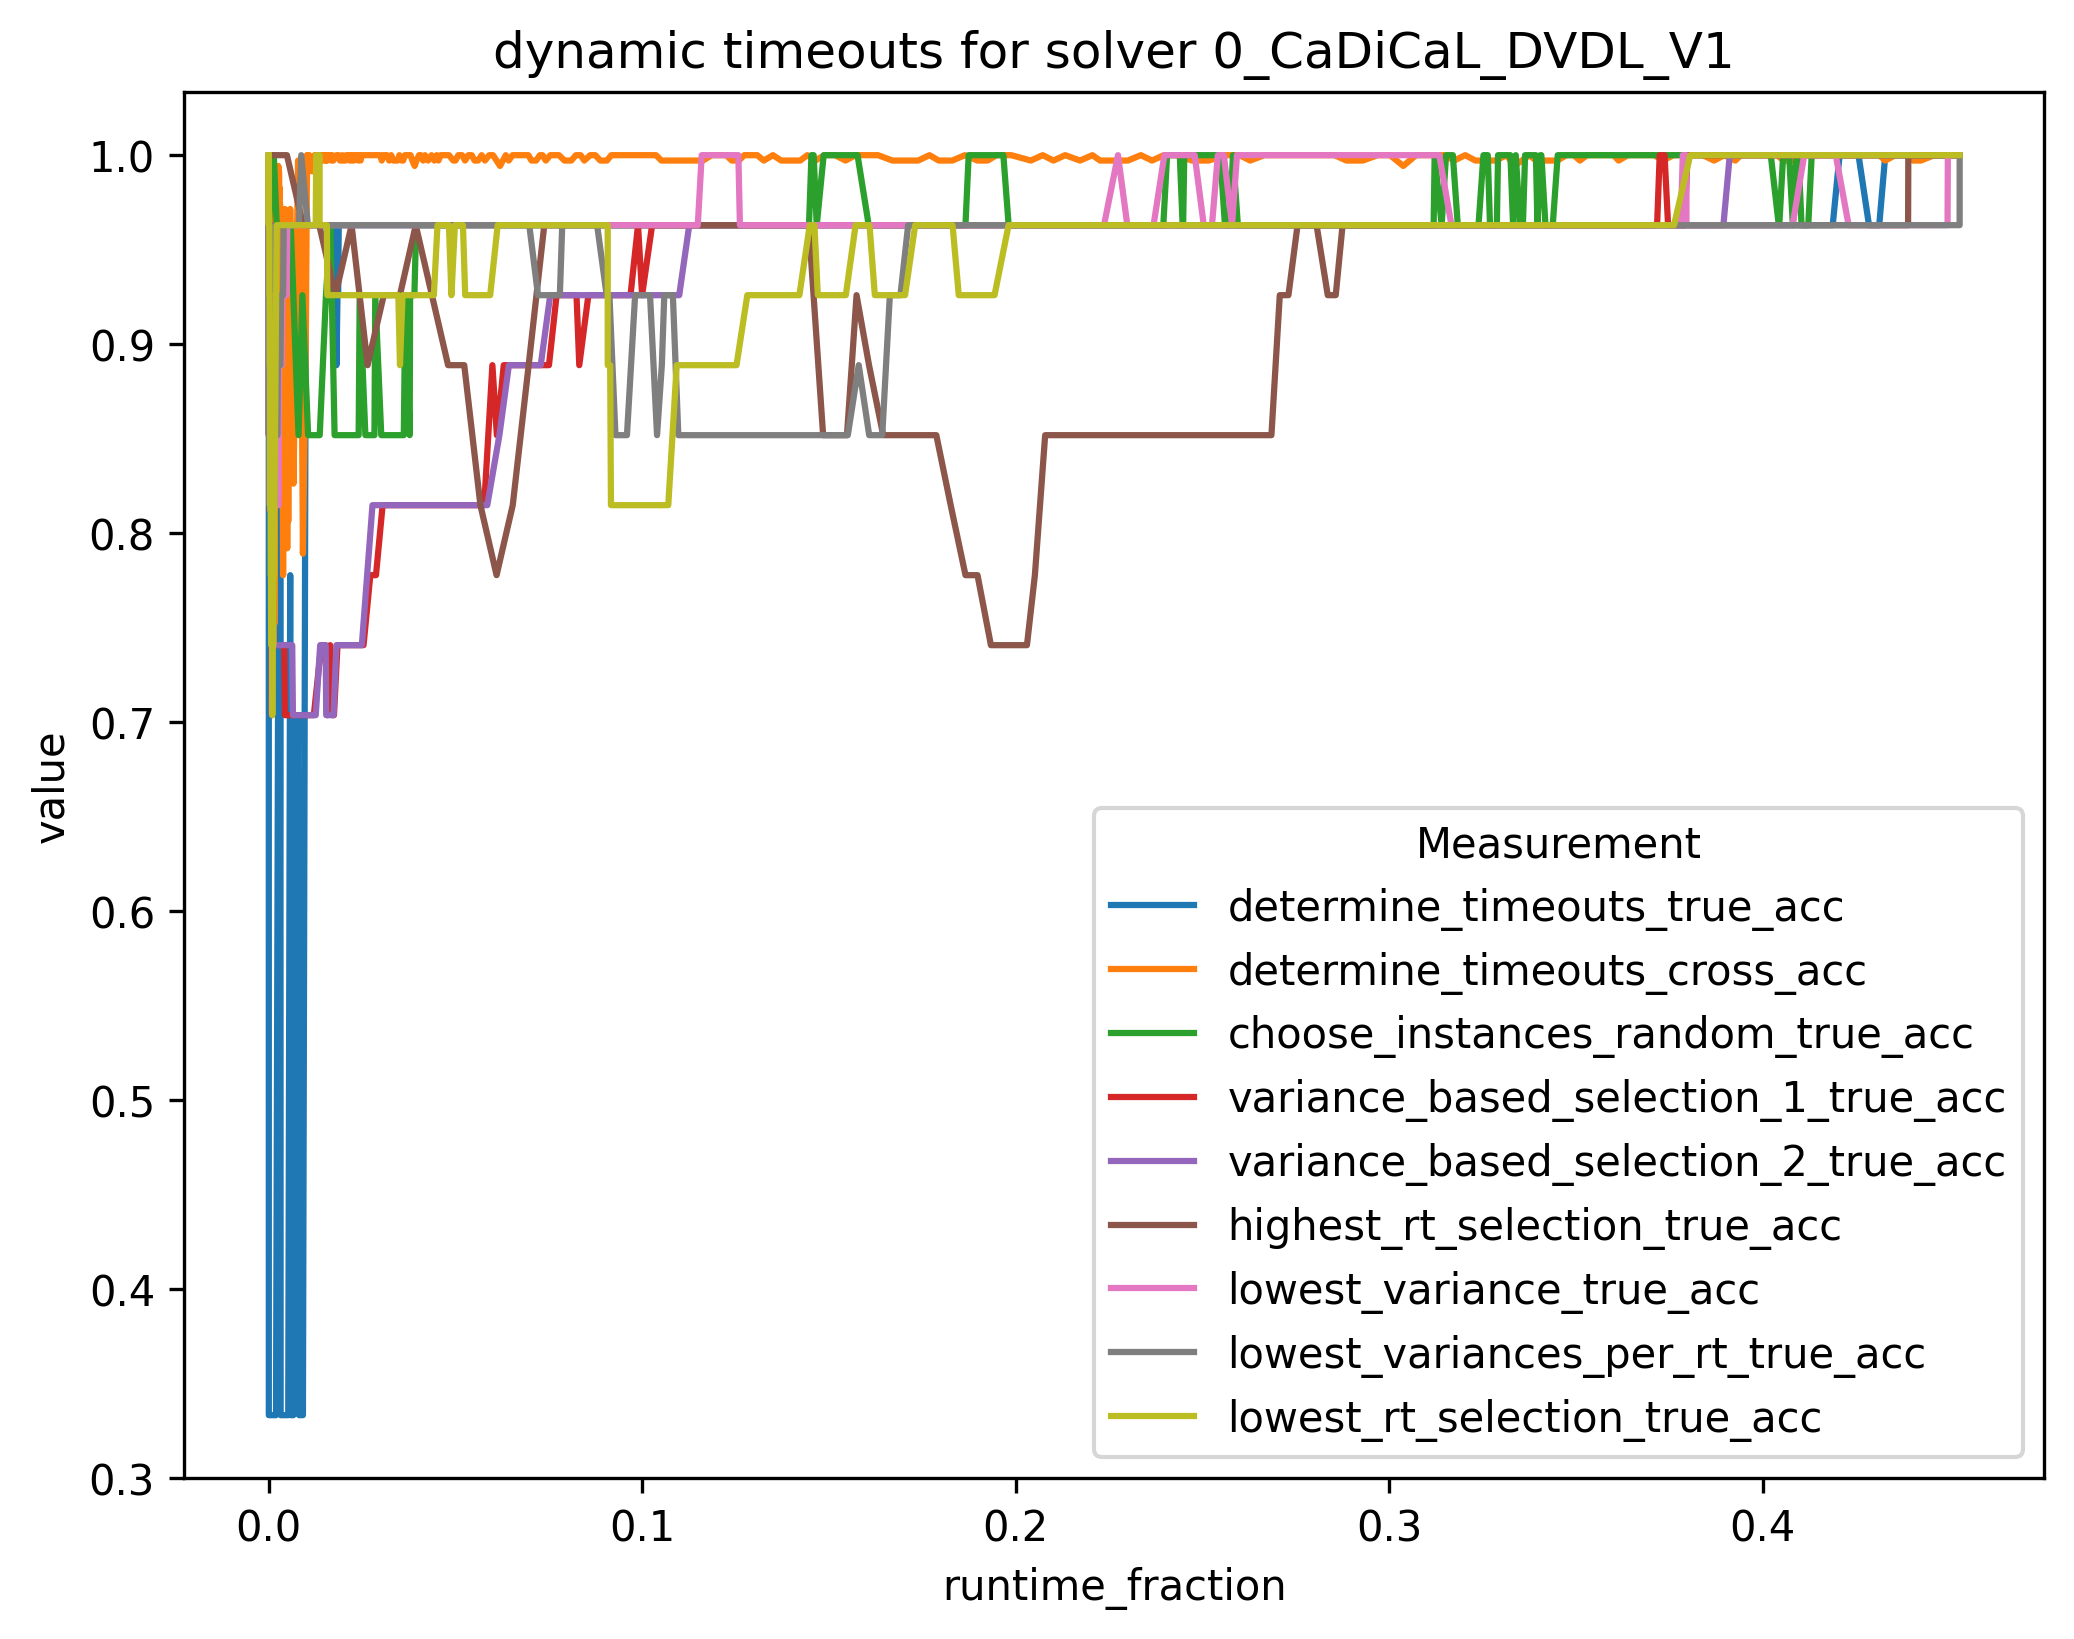 dynamic timeouts for solver 0_CaDiCaL_DVDL_V1
1.0
0.9
0.8
0.7
0.6
0.5
0.4
0.3
value
0.0
0.1
0.2
0.3
0.4
runtime_fraction
Measurement
determine_timeouts_true_acc
determine_timeouts_cross_acc
choose_instances_random_true_acc
variance_based_selection_1_true_acc
variance_based_selection_2_true_acc
highest_rt_selection_true_acc
lowest_variance_true_acc
lowest_variances_per_rt_true_acc
lowest_rt_selection_true_acc